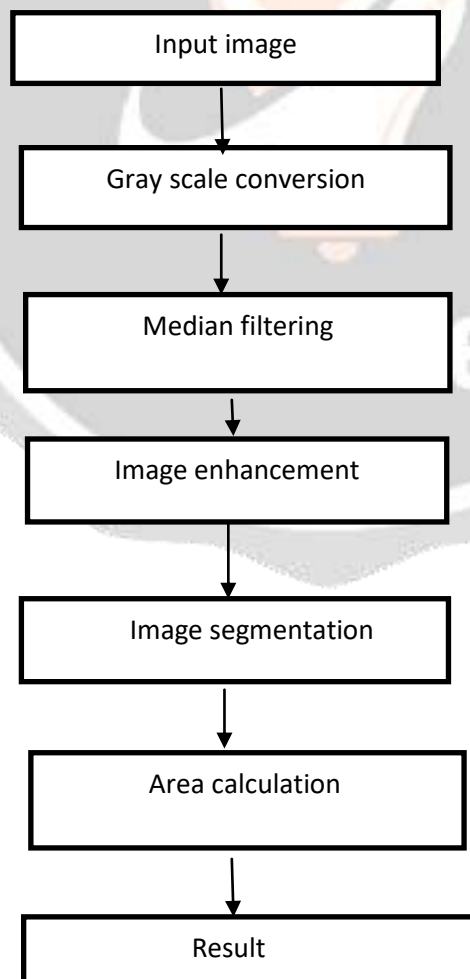 Input image
Gray scale conversion
Median filtering
Image enhancement
Image segmentation
Area calculation
Result